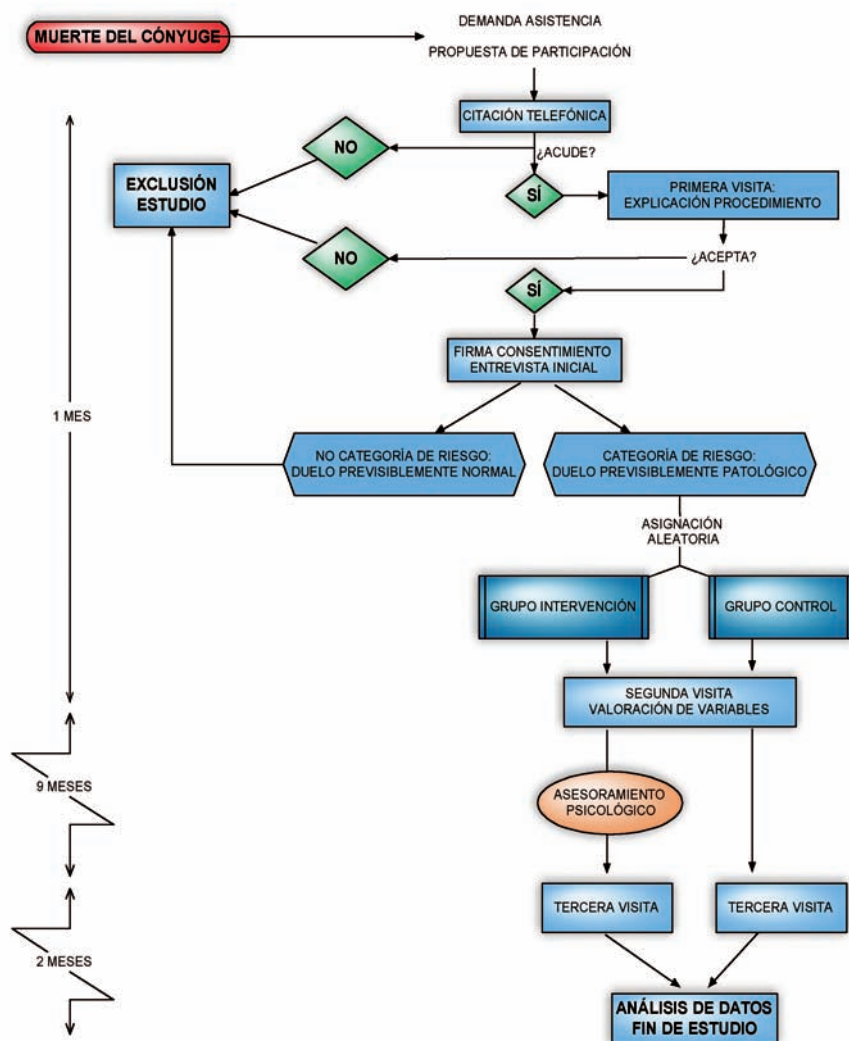 MUERTE DEL CÓNYUGE
DEMANDA ASISTENCIA
PROPUESTA DE PARTICIPACIÓN
CITACIÓN TELEFÓNICA
¿ACUDE?
NO
SÍ
PRIMERA VISITA:
EXPLICACIÓN PROCEDIMIENTO
EXCLUSIÓN
ESTUDIO
NO
¿ACEPTA?
SÍ
FIRMA CONSENTIMIENTO
ENTREVISTA INICIAL
1 MES
NO CATEGORÍA DE RIESGO:
DUELO PREVISIBLEMENTE NORMAL
CATEGORÍA DE RIESGO:
DUELO PREVISIBLEMENTE PATOLÓGICO
ASIGNACIÓN
ALEATORIA
GRUPO INTERVENCIÓN
GRUPO CONTROL
SEGUNDA VISITA
VALORACIÓN DE VARIABLES
9 MESES
ASESORAMIENTO
PSICOLÓGICO
TERCERA VISITA
TERCERA VISITA
2 MESES
ANÁLISIS DE DATOS
FIN DE ESTUDIO